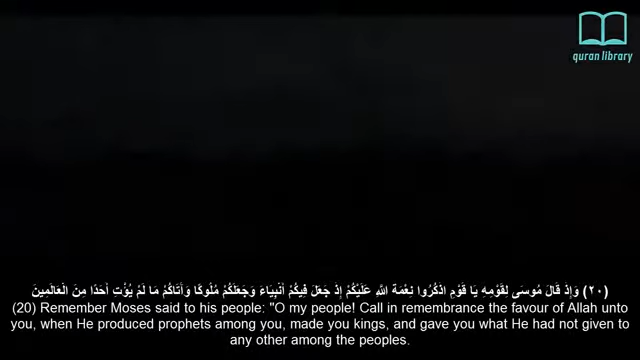 quran library
(٢٠) وَإِذْ قَالَ مُوسَى لِقَوْمِهِ يَا قَوْمِ اذْكُرُوا نِعْمَةَ اللَّهِ عَلَيْكُمْ إِذْ جَعَلَ فِيكُمْ أَنْبِيَاءَ وَجَعَلَكُمْ مُلُوكًا وَآتَاكُمْ مَا لَمْ يُؤْتِ أَحَدًا مِنَ الْعَالَمِينَ
(20) Remember Moses said to his people: "O my people! Call in remembrance the favour of Allah unto
you, when He produced prophets among you, made you kings, and gave you what He had not given to
any other among the peoples.